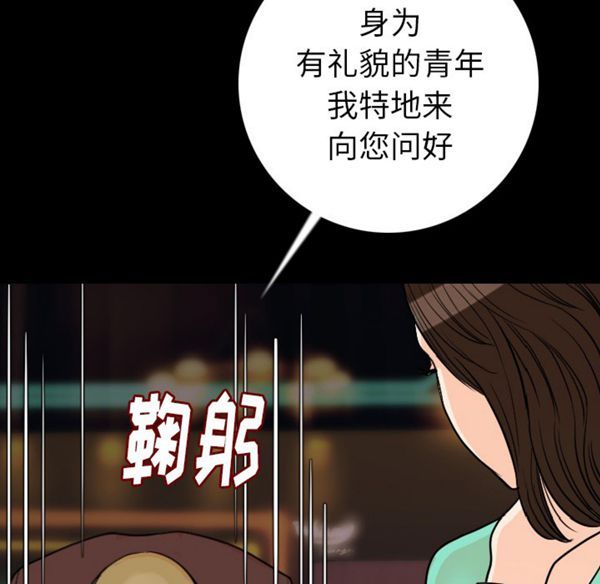 身为
有礼貌的青年
我特地来
向您问好
鞠躬